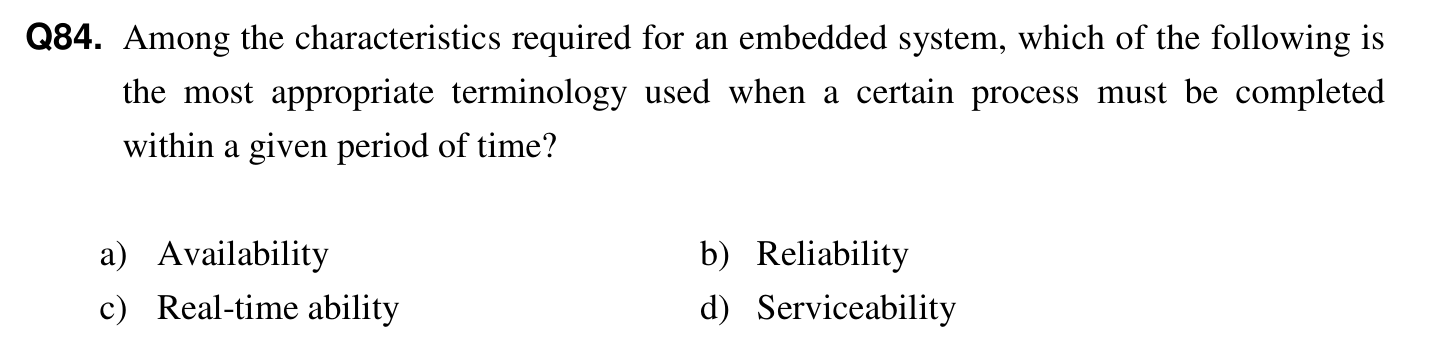 Q84. Among the characteristics required for an embedded system, which of the following is
the most appropriate terminology used when a certain process must be completed
within a given period of time?
a) Availability b) Reliability
c) Real-time ability d) Serviceability